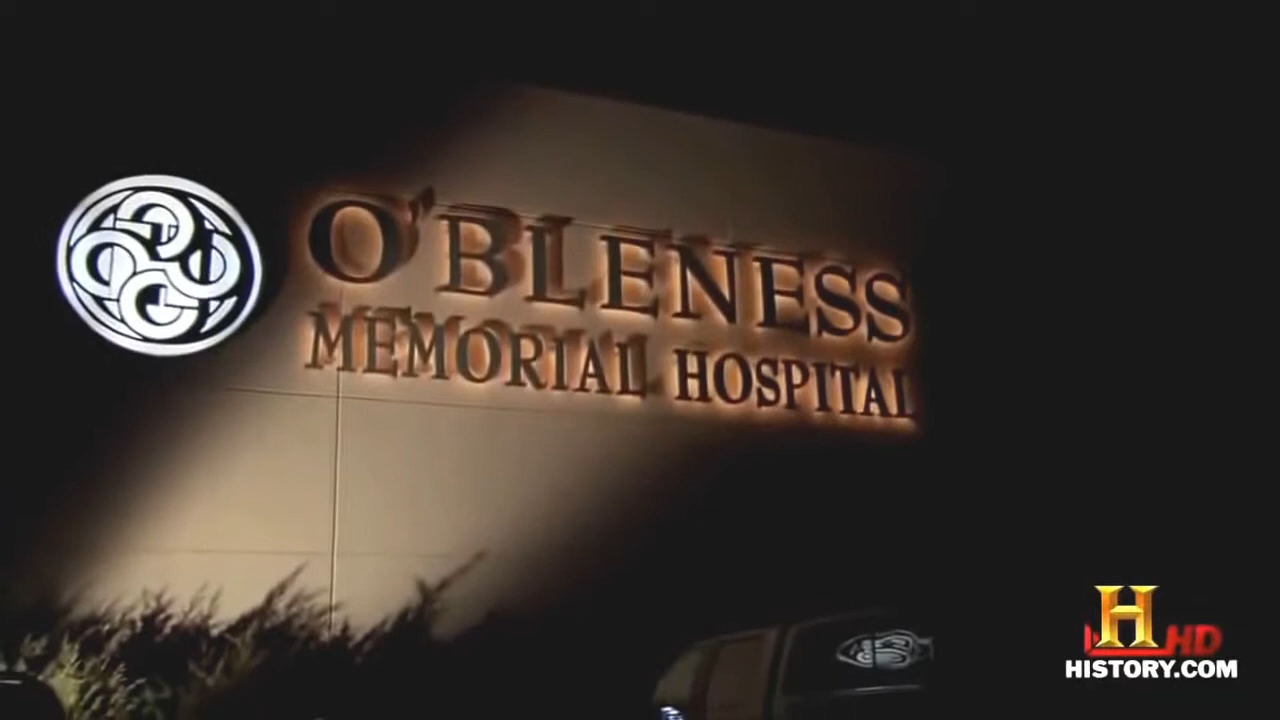 O'BLENESS
MEMORIAL HOSPITAL
H
HD
HISTORY.COM